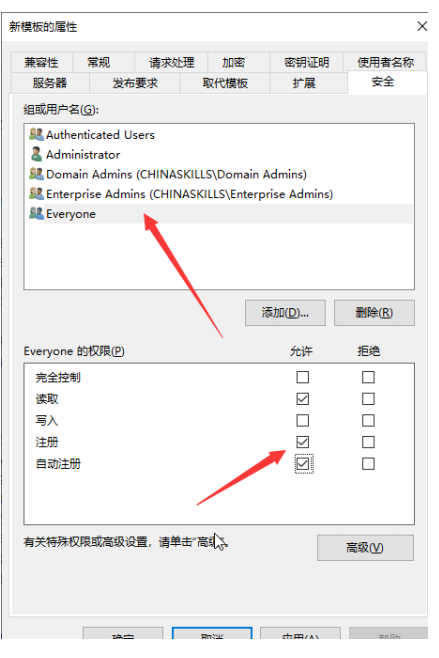 新模板的属性
兼容性 常规 请求处理 加密 密钥证明 使用者名称
服务器 发布要求 取代模板 扩展 安全
组或用户名(G):
Authenticated Users
Administrator
Domain Admins (CHINASKILLS\Domain Admins)
Enterprise Admins (CHINASKILLS\Enterprise Admins)
Everyone
添加(D)... 删除(R)
Everyone 的权限(P) 允许 拒绝
完全控制
读取
写入
注册
自动注册
有关特殊权限或高级设置，请单击“高级”。
高级(V)
确定 取消 应用(A) 帮助